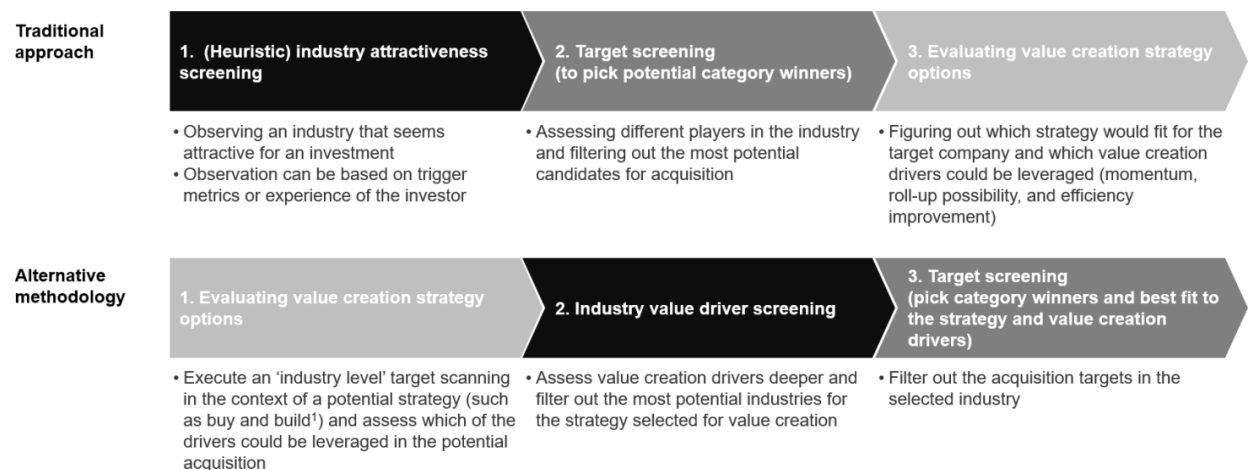 Traditional
approach
1. (Heuristic) industry attractiveness
screening
2. Target screening
(to pick potential category winners)
3. Evaluating value creation strategy
options
• Observing an industry that seems
attractive for an investment
• Observation can be based on trigger
metrics or experience of the investor
• Assessing different players in the industry
and filtering out the most potential
candidates for acquisition
• Figuring out which strategy would fit for the
target company and which value creation
drivers could be leveraged (momentum,
roll-up possibility, and efficiency
improvement)
Alternative
methodology
1. Evaluating value creation strategy
options
2. Industry value driver screening
3. Target screening
(pick category winners and best fit to
the strategy and value creation
drivers)
• Execute an ‘industry level’ target scanning
in the context of a potential strategy (such
as buy and build¹) and assess which of the
drivers could be leveraged in the potential
acquisition
• Assess value creation drivers deeper and
filter out the most potential industries for
the strategy selected for value creation
• Filter out the acquisition targets in the
selected industry